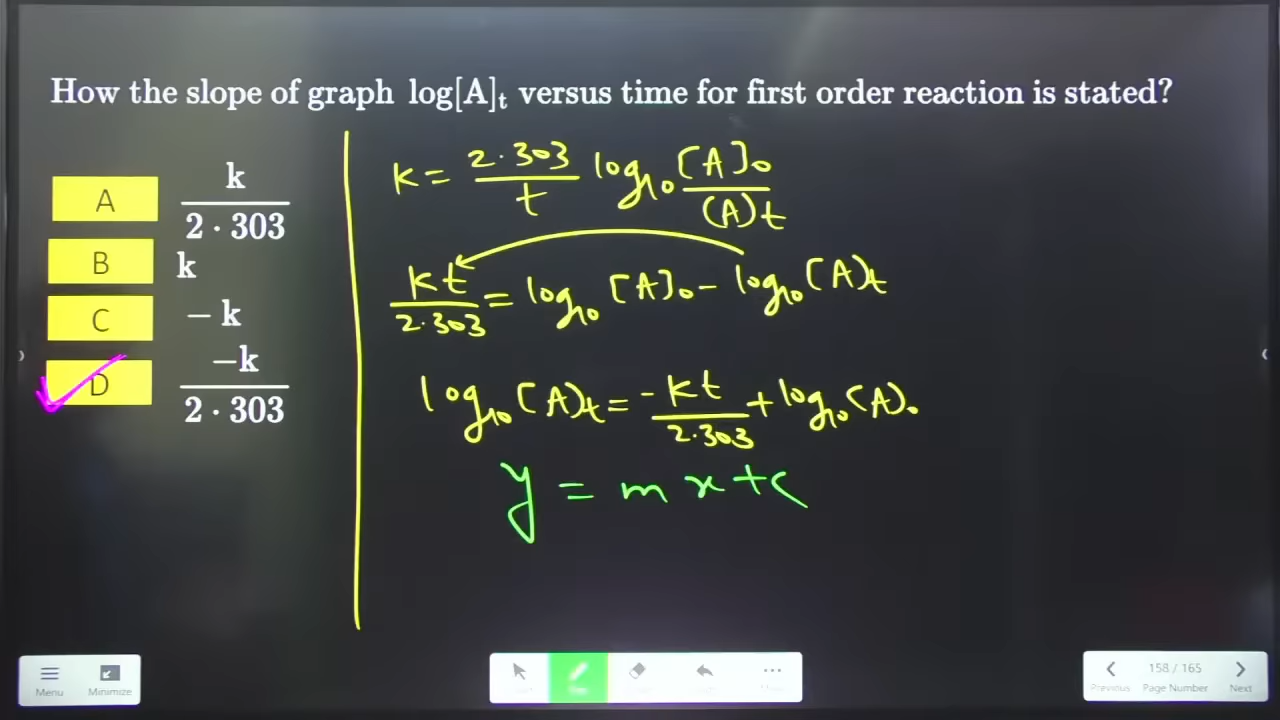 How the slope of graph log[A]ₜ versus time for first order reaction is stated?
A k/2·303
B k
C −k
D −k/2·303
K = 2.303/t log₁₀ [A]₀/(A)t
Kt/2.303 = log₁₀ [A]₀ − log₁₀ [A]t
log₁₀ [A]t = −Kt/2.303 + log₁₀ (A)₀
y = mx+c
Menu
Minimize
158 / 165
Previous Page Number Next